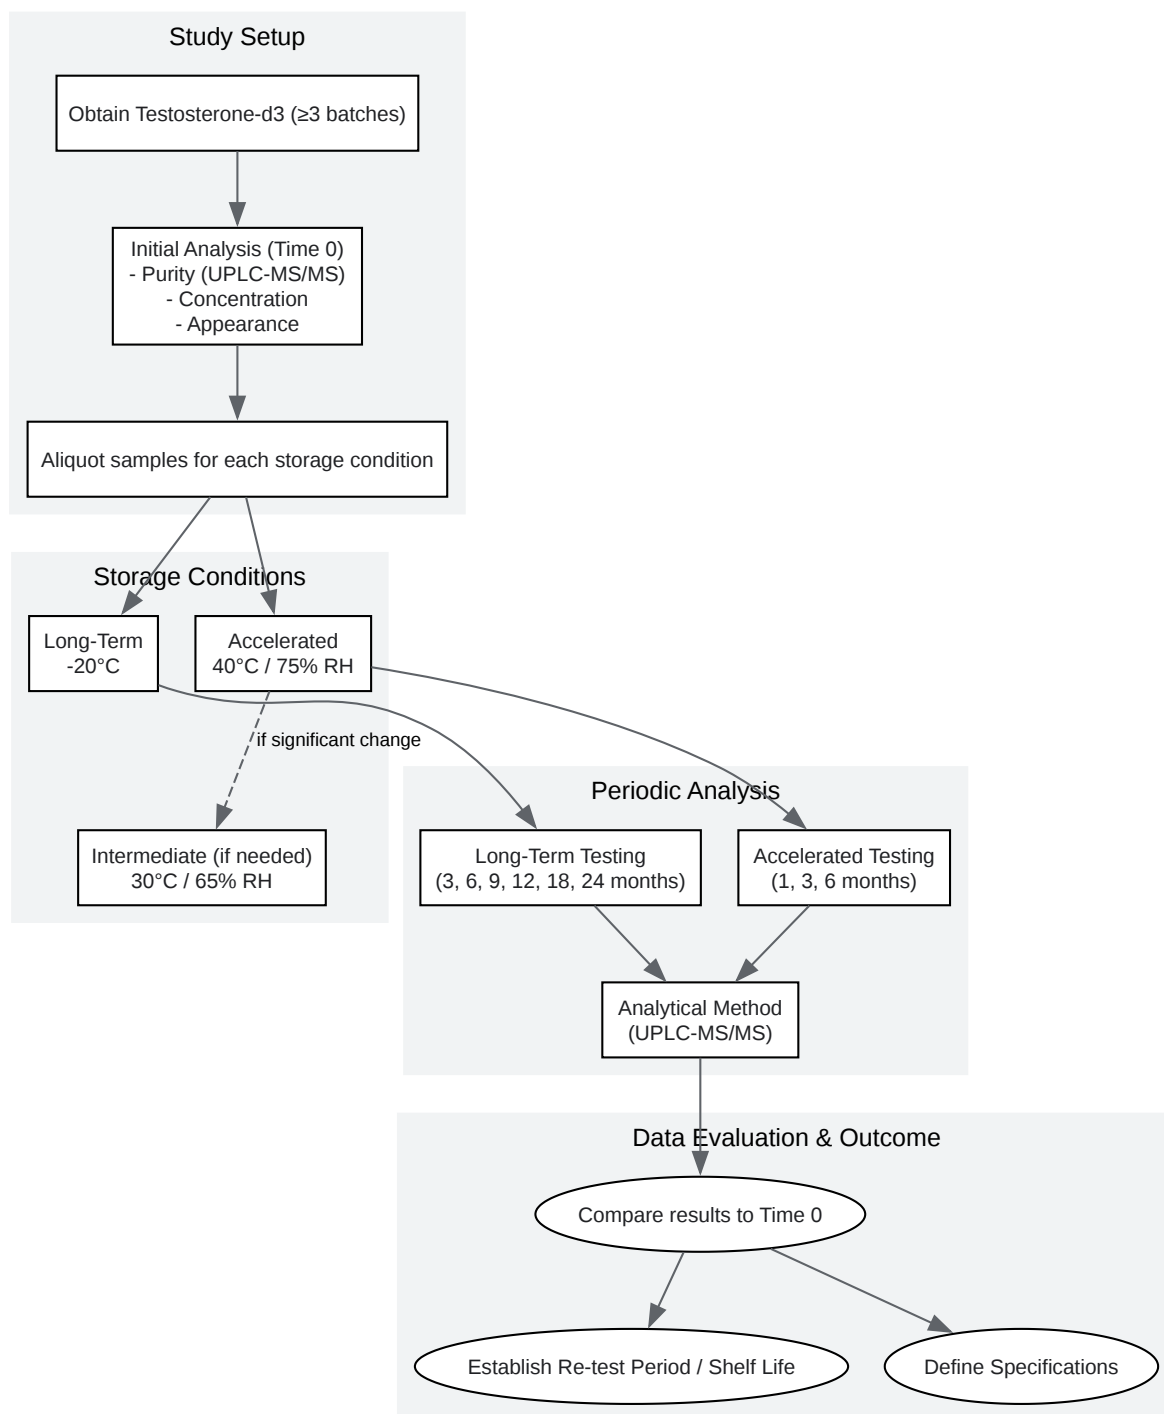 Study Setup
Obtain Testosterone-d3 (≥3 batches)
Initial Analysis (Time 0)
- Purity (UPLC-MS/MS)
- Concentration
- Appearance
Aliquot samples for each storage condition
Storage Conditions
Long-Term
-20°C
Accelerated
40°C / 75% RH
if significant change
Intermediate (if needed)
30°C / 65% RH
Periodic Analysis
Long-Term Testing
(3, 6, 9, 12, 18, 24 months)
Accelerated Testing
(1, 3, 6 months)
Analytical Method
(UPLC-MS/MS)
Data Evaluation & Outcome
Compare results to Time 0
Establish Re-test Period / Shelf Life
Define Specifications